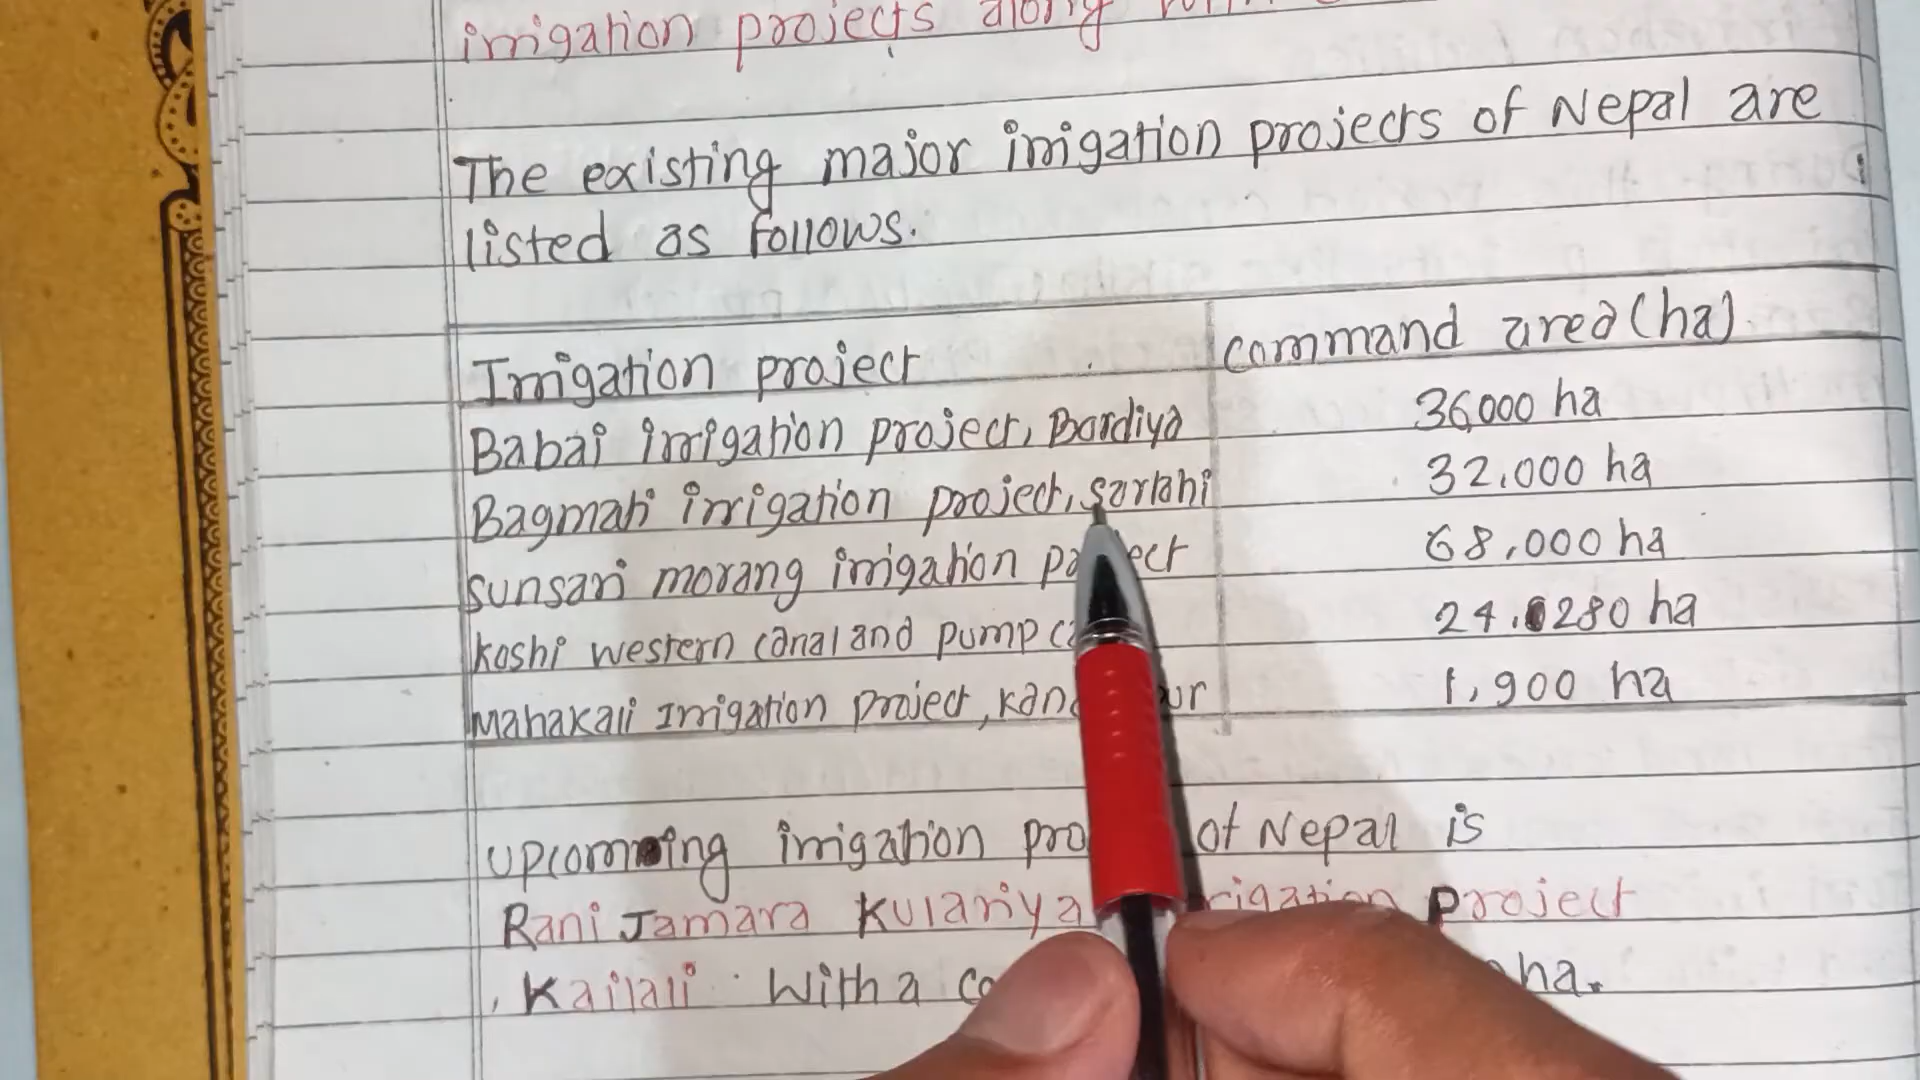 irrigation projects along
The existing major irrigation projects of Nepal are
listed as follows.
Irrigation project command area (ha).
Babai irrigation project, Bardiya 36,000 ha
Bagmati irrigation project, sarlahi 32,000 ha
sunsari morang irrigation project 68,000 ha
koshi western canal and pump 24,280 ha
Mahakali Irrigation project, 1,900 ha
upcomming irrigation of Nepal is
Rani Jamara Kulariya irrigation project
, Kailali. With a ha.